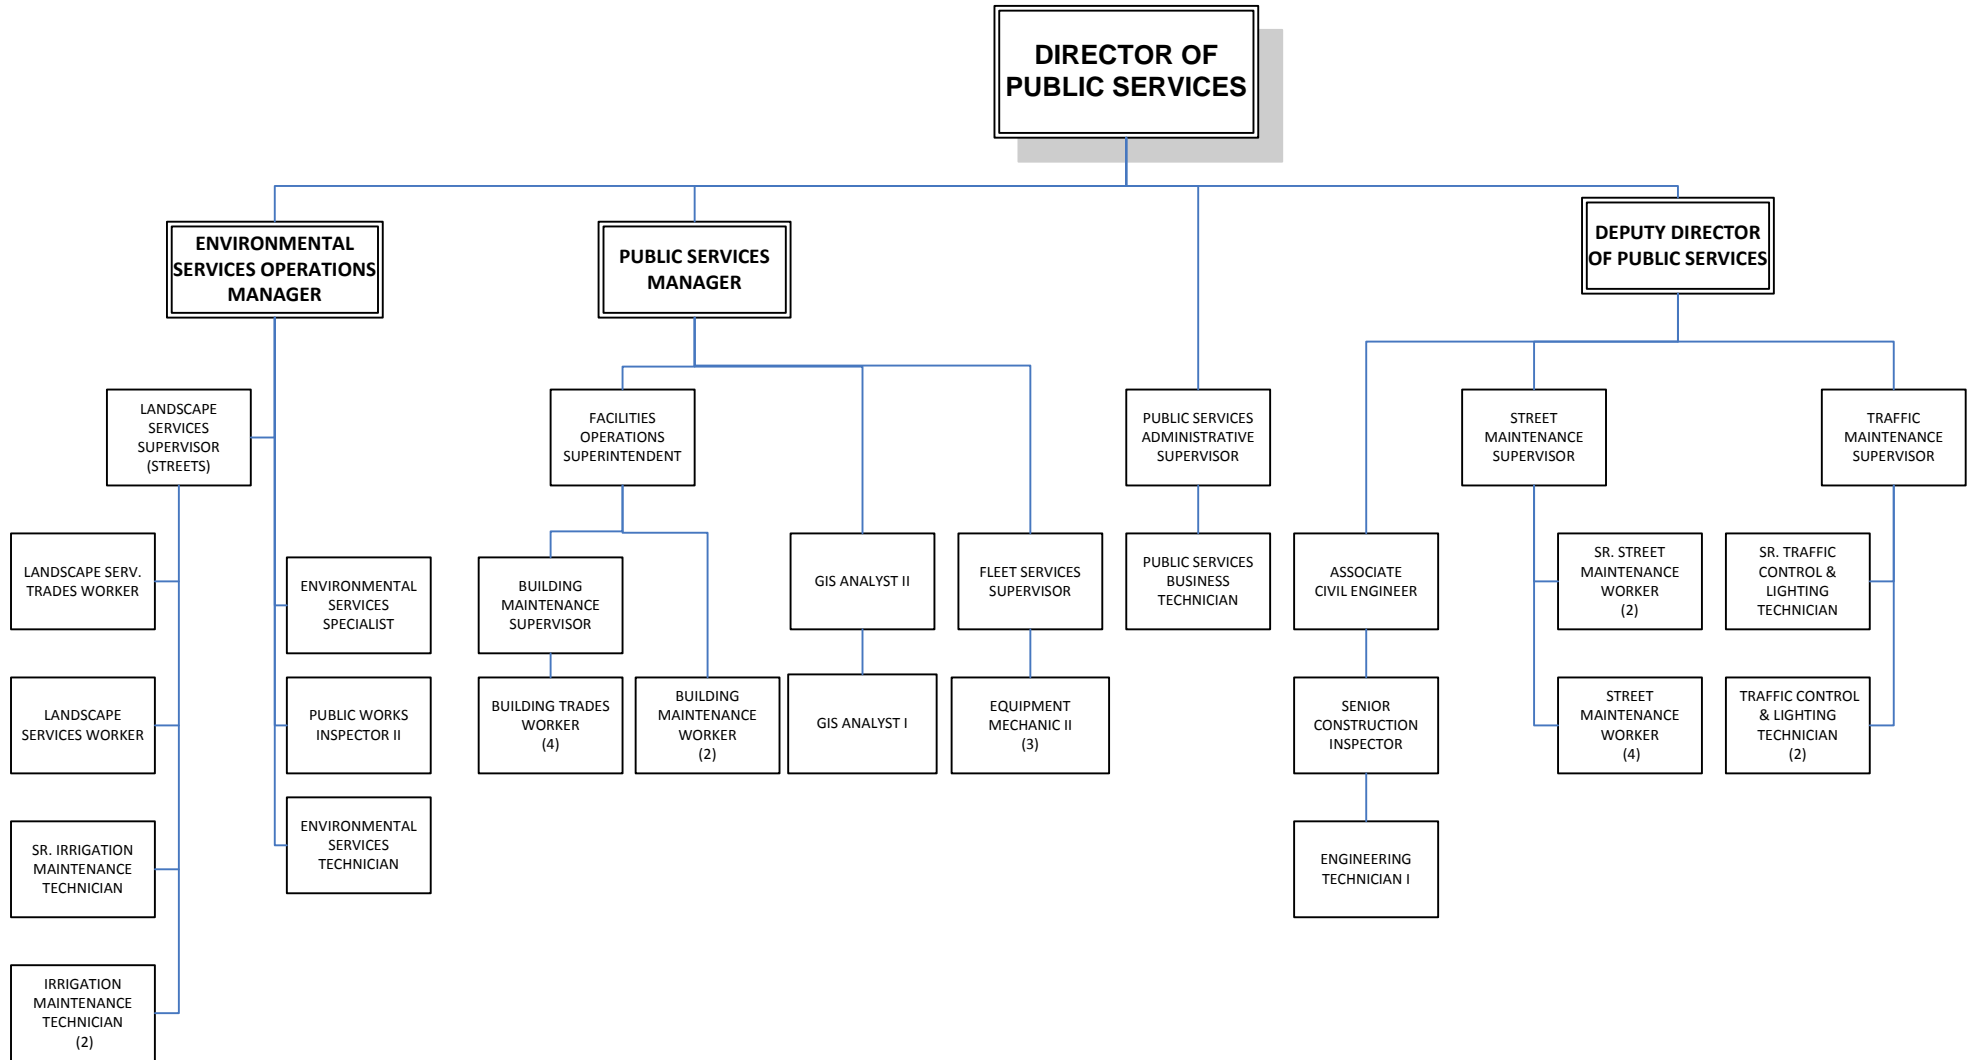 DIRECTOR OF
PUBLIC SERVICES
ENVIRONMENTAL
SERVICES OPERATIONS
MANAGER
PUBLIC SERVICES
MANAGER
DEPUTY DIRECTOR
OF PUBLIC SERVICES
LANDSCAPE
SERVICES
SUPERVISOR
(STREETS)
FACILITIES
OPERATIONS
SUPERINTENDENT
PUBLIC SERVICES
ADMINISTRATIVE
SUPERVISOR
STREET
MAINTENANCE
SUPERVISOR
TRAFFIC
MAINTENANCE
SUPERVISOR
LANDSCAPE SERV.
TRADES WORKER
ENVIRONMENTAL
SERVICES
SPECIALIST
BUILDING
MAINTENANCE
SUPERVISOR
GIS ANALYST II
FLEET SERVICES
SUPERVISOR
PUBLIC SERVICES
BUSINESS
TECHNICIAN
ASSOCIATE
CIVIL ENGINEER
SR. STREET
MAINTENANCE
WORKER
(2)
SR. TRAFFIC
CONTROL &
LIGHTING
TECHNICIAN
LANDSCAPE
SERVICES WORKER
PUBLIC WORKS
INSPECTOR II
BUILDING TRADES
WORKER
(4)
BUILDING
MAINTENANCE
WORKER
(2)
GIS ANALYST I
EQUIPMENT
MECHANIC II
(3)
SENIOR
CONSTRUCTION
INSPECTOR
STREET
MAINTENANCE
WORKER
(4)
TRAFFIC CONTROL
& LIGHTING
TECHNICIAN
(2)
SR. IRRIGATION
MAINTENANCE
TECHNICIAN
ENVIRONMENTAL
SERVICES
TECHNICIAN
ENGINEERING
TECHNICIAN I
IRRIGATION
MAINTENANCE
TECHNICIAN
(2)